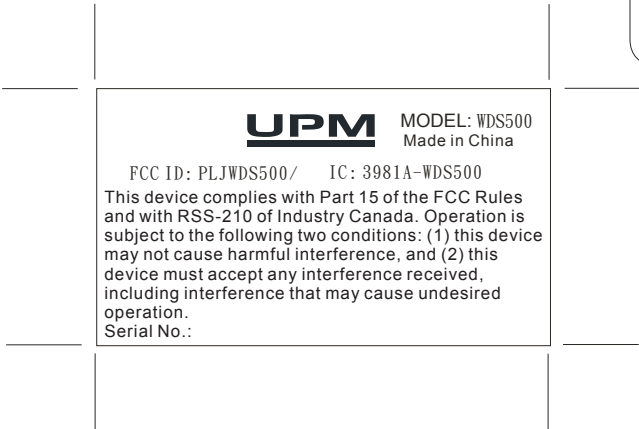 UPM MODEL: WDS500
Made in China
FCC ID: PLJWDS500/ IC: 3981A-WDS500
This device complies with Part 15 of the FCC Rules
and with RSS-210 of Industry Canada. Operation is
subject to the following two conditions: (1) this device
may not cause harmful interference, and (2) this
device must accept any interference received,
including interference that may cause undesired
operation.
Serial No.: